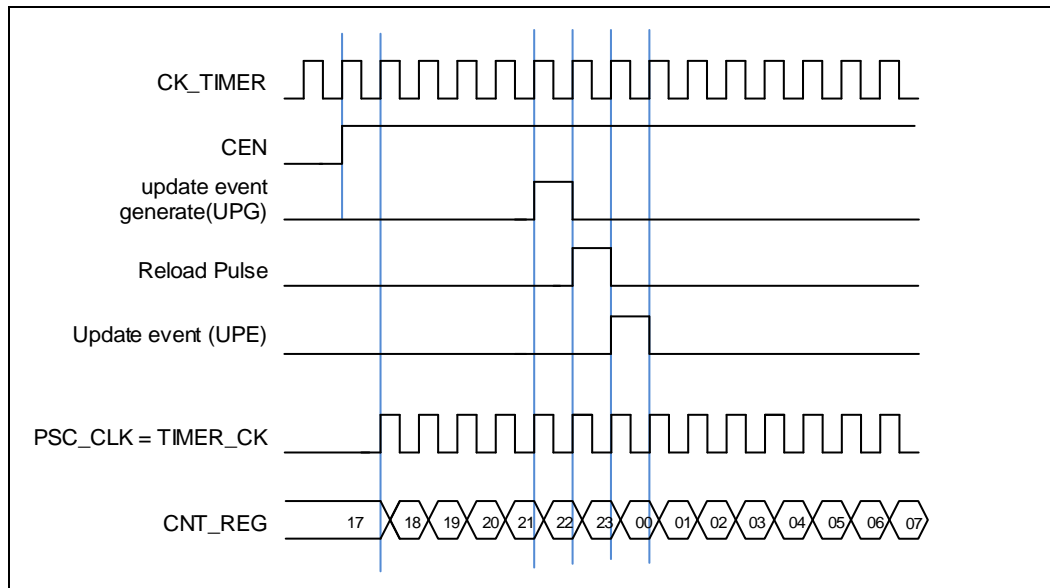 CK_TIMER
CEN
update event
generate(UPG)
Reload Pulse
Update event (UPE)
PSC_CLK = TIMER_CK
CNT_REG 17 18 19 20 21 22 23 00 01 02 03 04 05 06 07